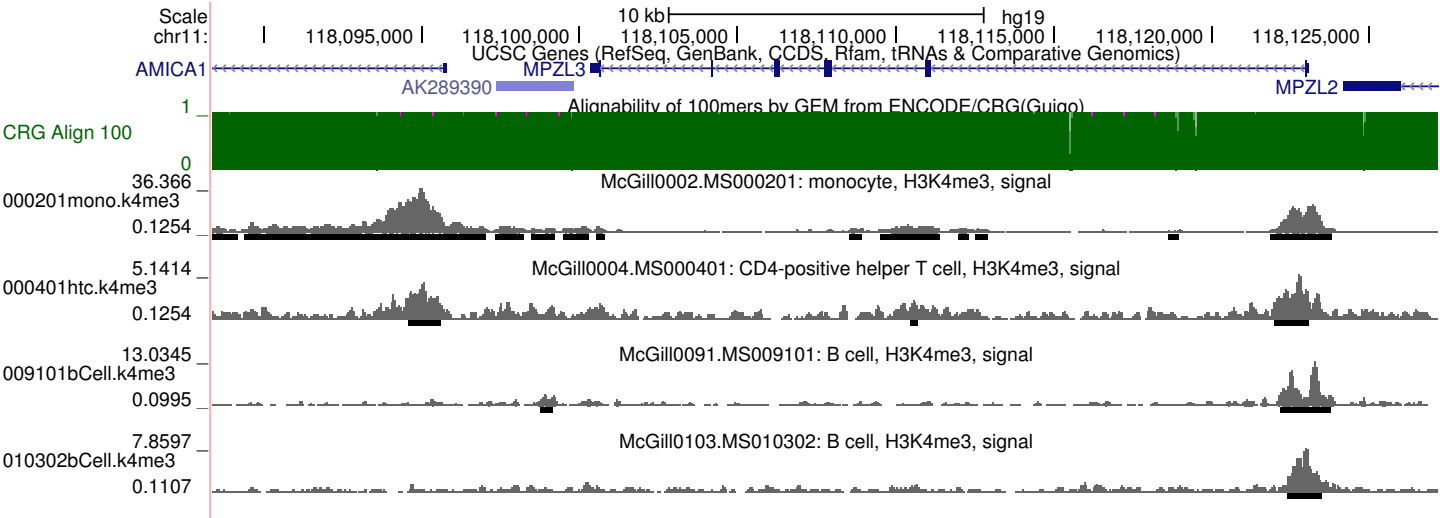 Scale 10 kb hg19
chr11: 118,095,000 118,100,000 118,105,000 118,110,000 118,115,000 118,120,000 118,125,000
UCSC Genes (RefSeq, GenBank, CCDS, Rfam, tRNAs & Comparative Genomics)
AMICA1 MPZL3
AK289390 MPZL2
Alignability of 100mers by GEM from ENCODE/CRG(Guigo)
1
CRG Align 100
0
McGill0002.MS000201: monocyte, H3K4me3, signal
36.366
000201mono.k4me3
0.1254
McGill0004.MS000401: CD4-positive helper T cell, H3K4me3, signal
5.1414
000401htc.k4me3
0.1254
McGill0091.MS009101: B cell, H3K4me3, signal
13.0345
009101bCell.k4me3
0.0995
McGill0103.MS010302: B cell, H3K4me3, signal
7.8597
010302bCell.k4me3
0.1107